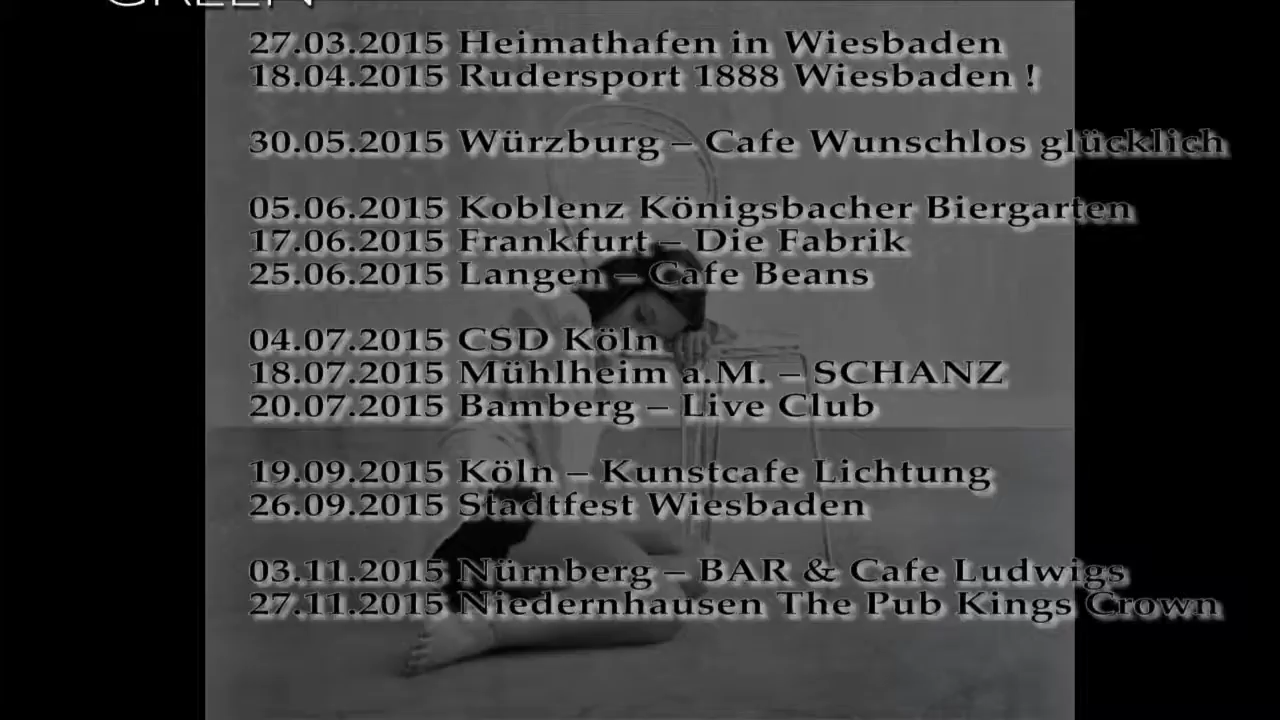 GREEN
27.03.2015 Heimathafen in Wiesbaden
18.04.2015 Rudersport 1888 Wiesbaden !
30.05.2015 Würzburg – Cafe Wunschlos glücklich
05.06.2015 Koblenz Königsbacher Biergarten
17.06.2015 Frankfurt – Die Fabrik
25.06.2015 Langen – Cafe Beans
04.07.2015 CSD Köln
18.07.2015 Mühlheim a.M. – SCHANZ
20.07.2015 Bamberg – Live Club
19.09.2015 Köln – Kunstcafe Lichtung
26.09.2015 Stadtfest Wiesbaden
03.11.2015 Nürnberg – BAR & Cafe Ludwigs
27.11.2015 Niedernhausen The Pub Kings Crown